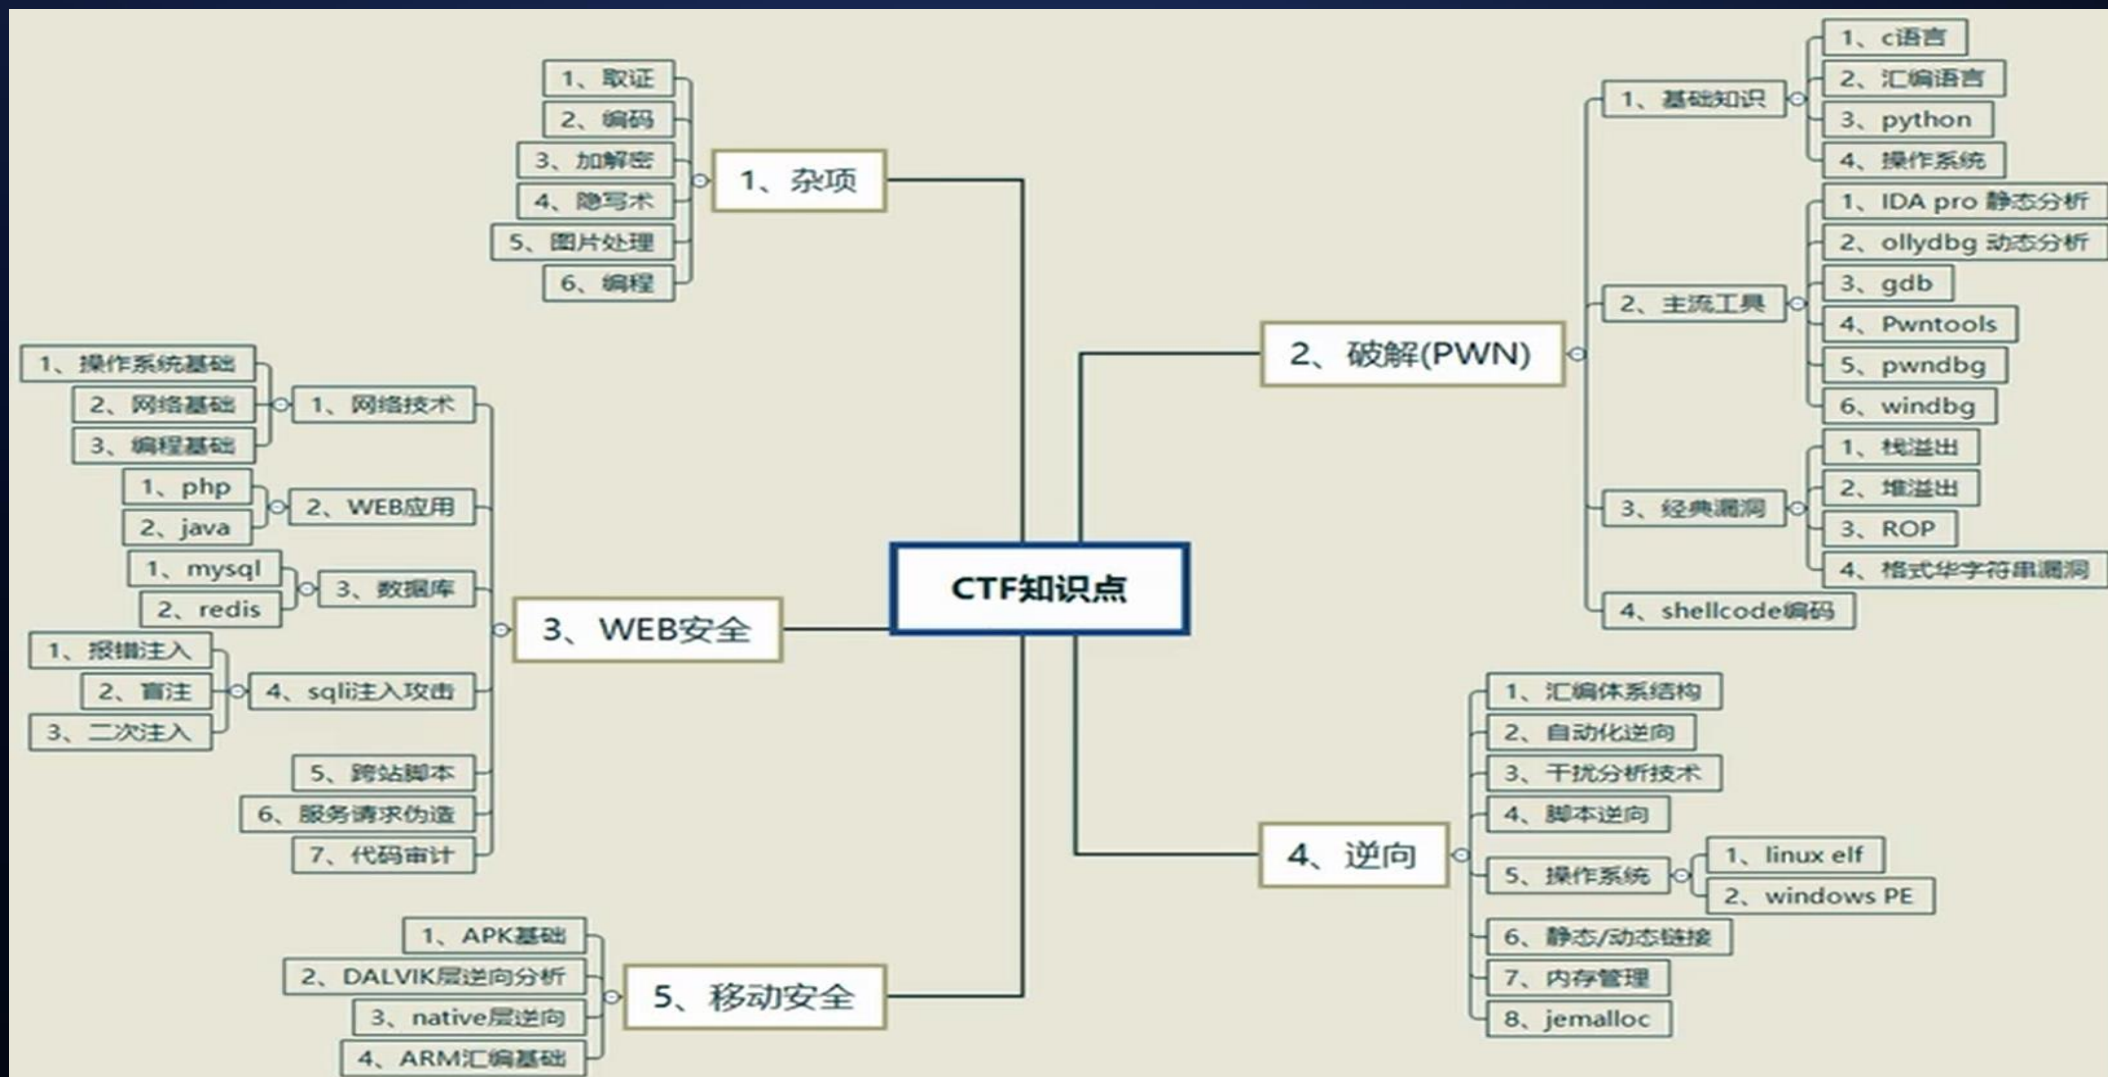 CTF知识点
1、杂项
1、取证
2、编码
3、加解密
4、隐写术
5、图片处理
6、编程
2、破解(PWN)
1、基础知识
1、c语言
2、汇编语言
3、python
4、操作系统
2、主流工具
1、IDA pro 静态分析
2、ollydbg 动态分析
3、gdb
4、Pwntools
5、pwndbg
6、windbg
3、经典漏洞
1、栈溢出
2、堆溢出
3、ROP
4、格式华字符串漏洞
4、shellcode编码
3、WEB安全
1、网络技术
1、操作系统基础
2、网络基础
3、编程基础
2、WEB应用
1、php
2、java
3、数据库
1、mysql
2、redis
4、sqli注入攻击
1、报错注入
2、盲注
3、二次注入
5、跨站脚本
6、服务请求伪造
7、代码审计
4、逆向
1、汇编体系结构
2、自动化逆向
3、干扰分析技术
4、脚本逆向
5、操作系统
1、linux elf
2、windows PE
6、静态/动态链接
7、内存管理
8、jemalloc
5、移动安全
1、APK基础
2、DALVIK层逆向分析
3、native层逆向
4、ARM汇编基础